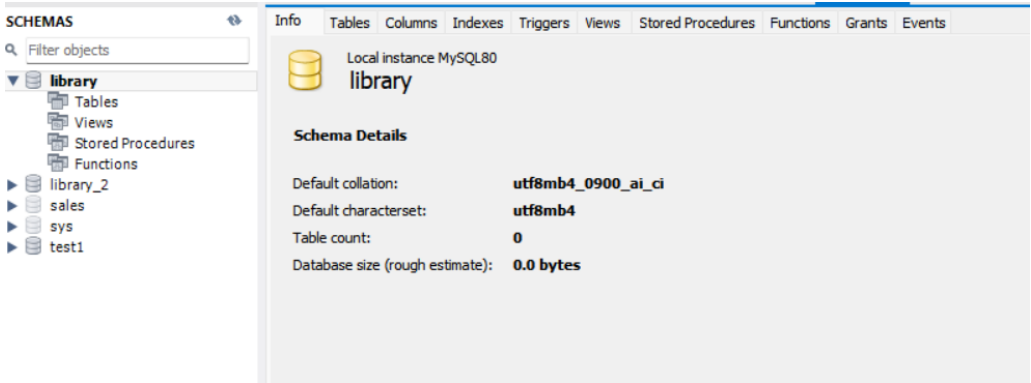 SCHEMAS
Filter objects
library
Tables
Views
Stored Procedures
Functions
library_2
sales
sys
test1
Info Tables Columns Indexes Triggers Views Stored Procedures Functions Grants Events
Local instance MySQL80
library
Schema Details
Default collation: utf8mb4_0900_ai_ci
Default characterset: utf8mb4
Table count: 0
Database size (rough estimate): 0.0 bytes